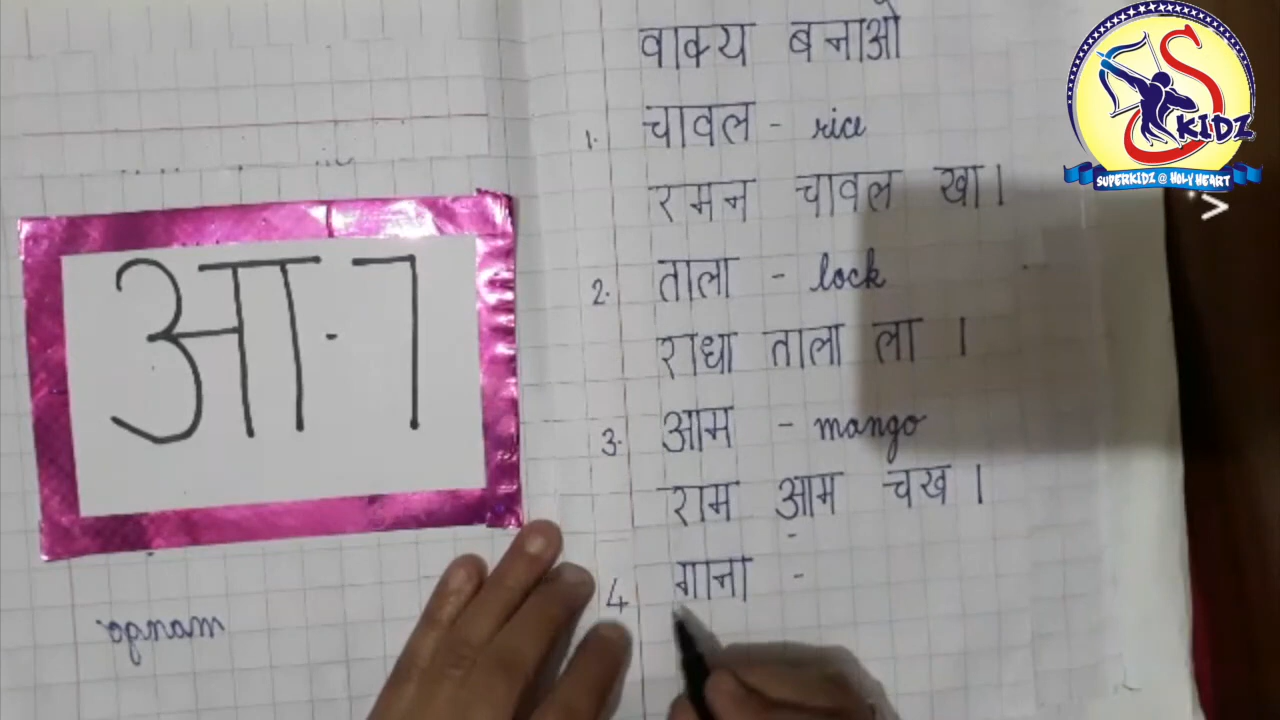 वाक्य बनाओ
1. चावल - rice
रमन चावल खा।
2. ताला - lock
राधा ताला ला ।
3. आम - mango
राम आम चख ।
4 गाना -
आ - ा
S KIDZ
SUPERKIDZ @ HOLY HEART